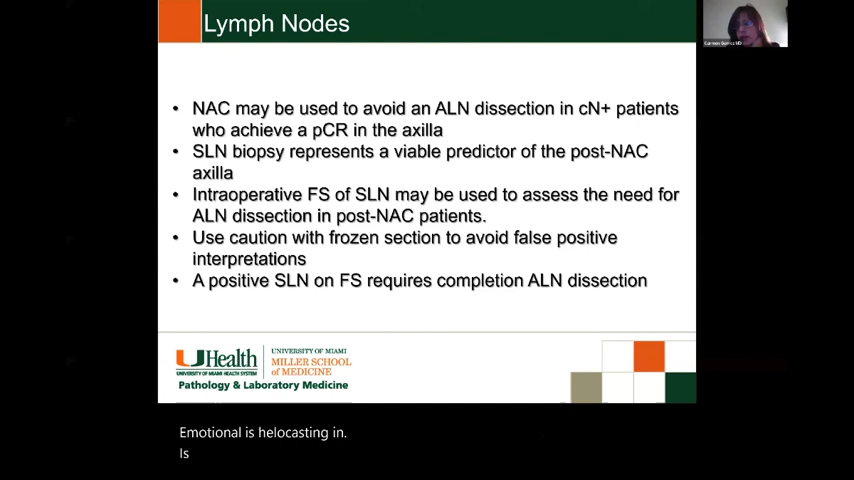 Lymph Nodes
Carmen Gomez MD
• NAC may be used to avoid an ALN dissection in cN+ patients
who achieve a pCR in the axilla
• SLN biopsy represents a viable predictor of the post-NAC
axilla
• Intraoperative FS of SLN may be used to assess the need for
ALN dissection in post-NAC patients.
• Use caution with frozen section to avoid false positive
interpretations
• A positive SLN on FS requires completion ALN dissection
UHealth
UNIVERSITY OF MIAMI HEALTH SYSTEM
UNIVERSITY OF MIAMI
MILLER SCHOOL
of MEDICINE
Pathology & Laboratory Medicine
Emotional is helocasting in.
Is